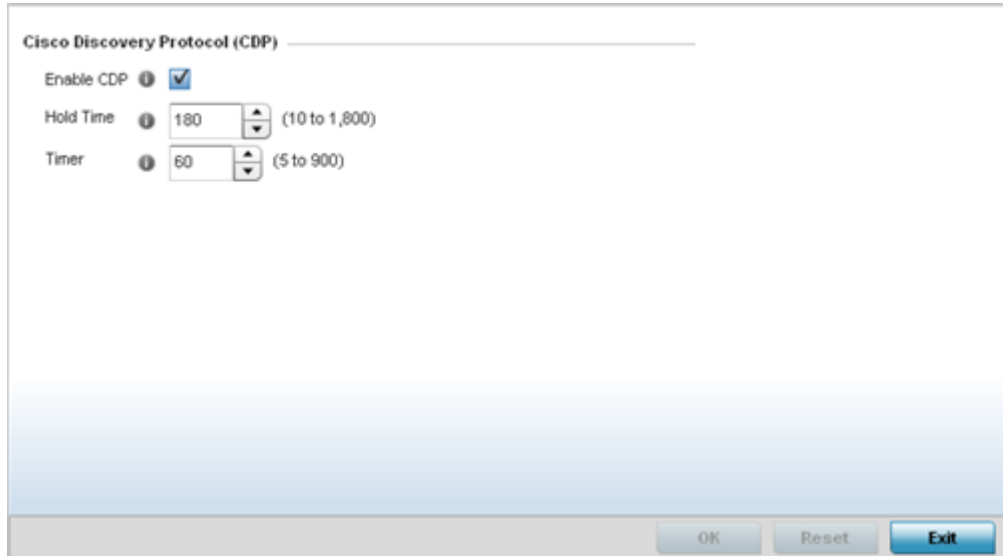 Cisco Discovery Protocol (CDP)
Enable CDP
Hold Time 180 (10 to 1,800)
Timer 60 (5 to 900)
OK Reset Exit